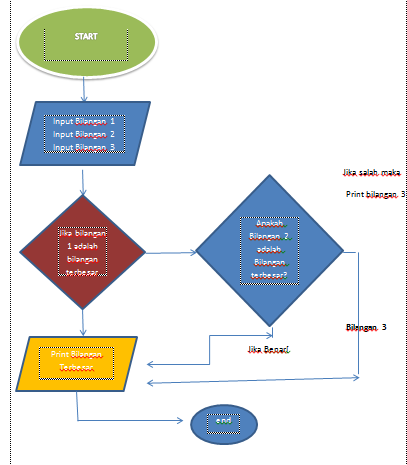 START
Input Bilangan 1
Input Bilangan 2
Input Bilangan 3
Jika salah maka
Print bilangan 3
Jika bilangan
1 adalah
bilangan
terbesar
Apakah
Bilangan 2
adalah
Bilangan
terbesar?
Bilangan 3
Jika Benar(
Print Bilangan
Terbesar
end